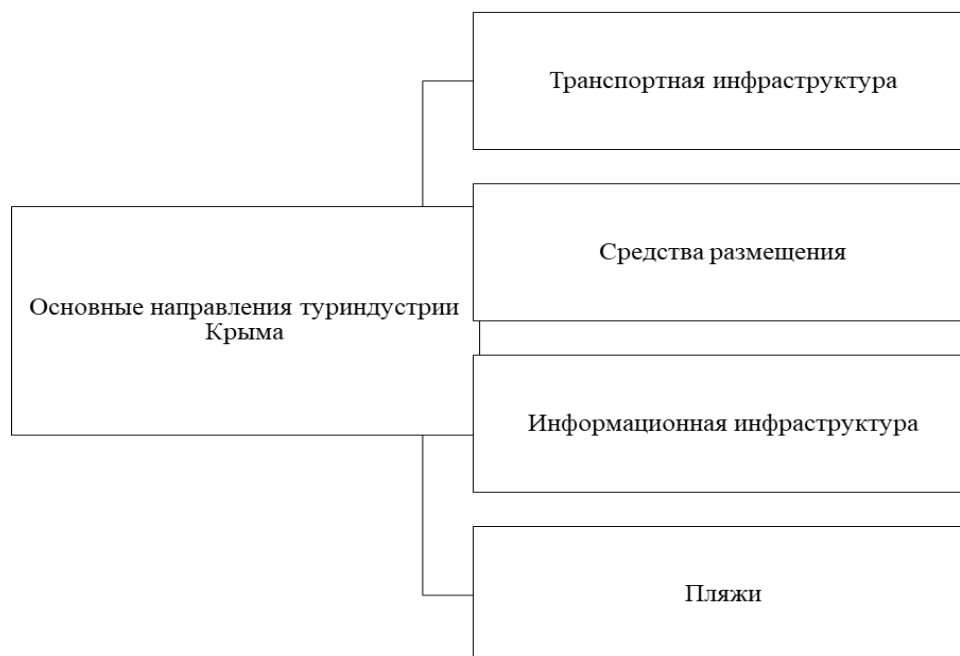 Транспортная инфраструктура
Средства размещения
Основные направления туриндустрии
Крыма
Информационная инфраструктура
Пляжи